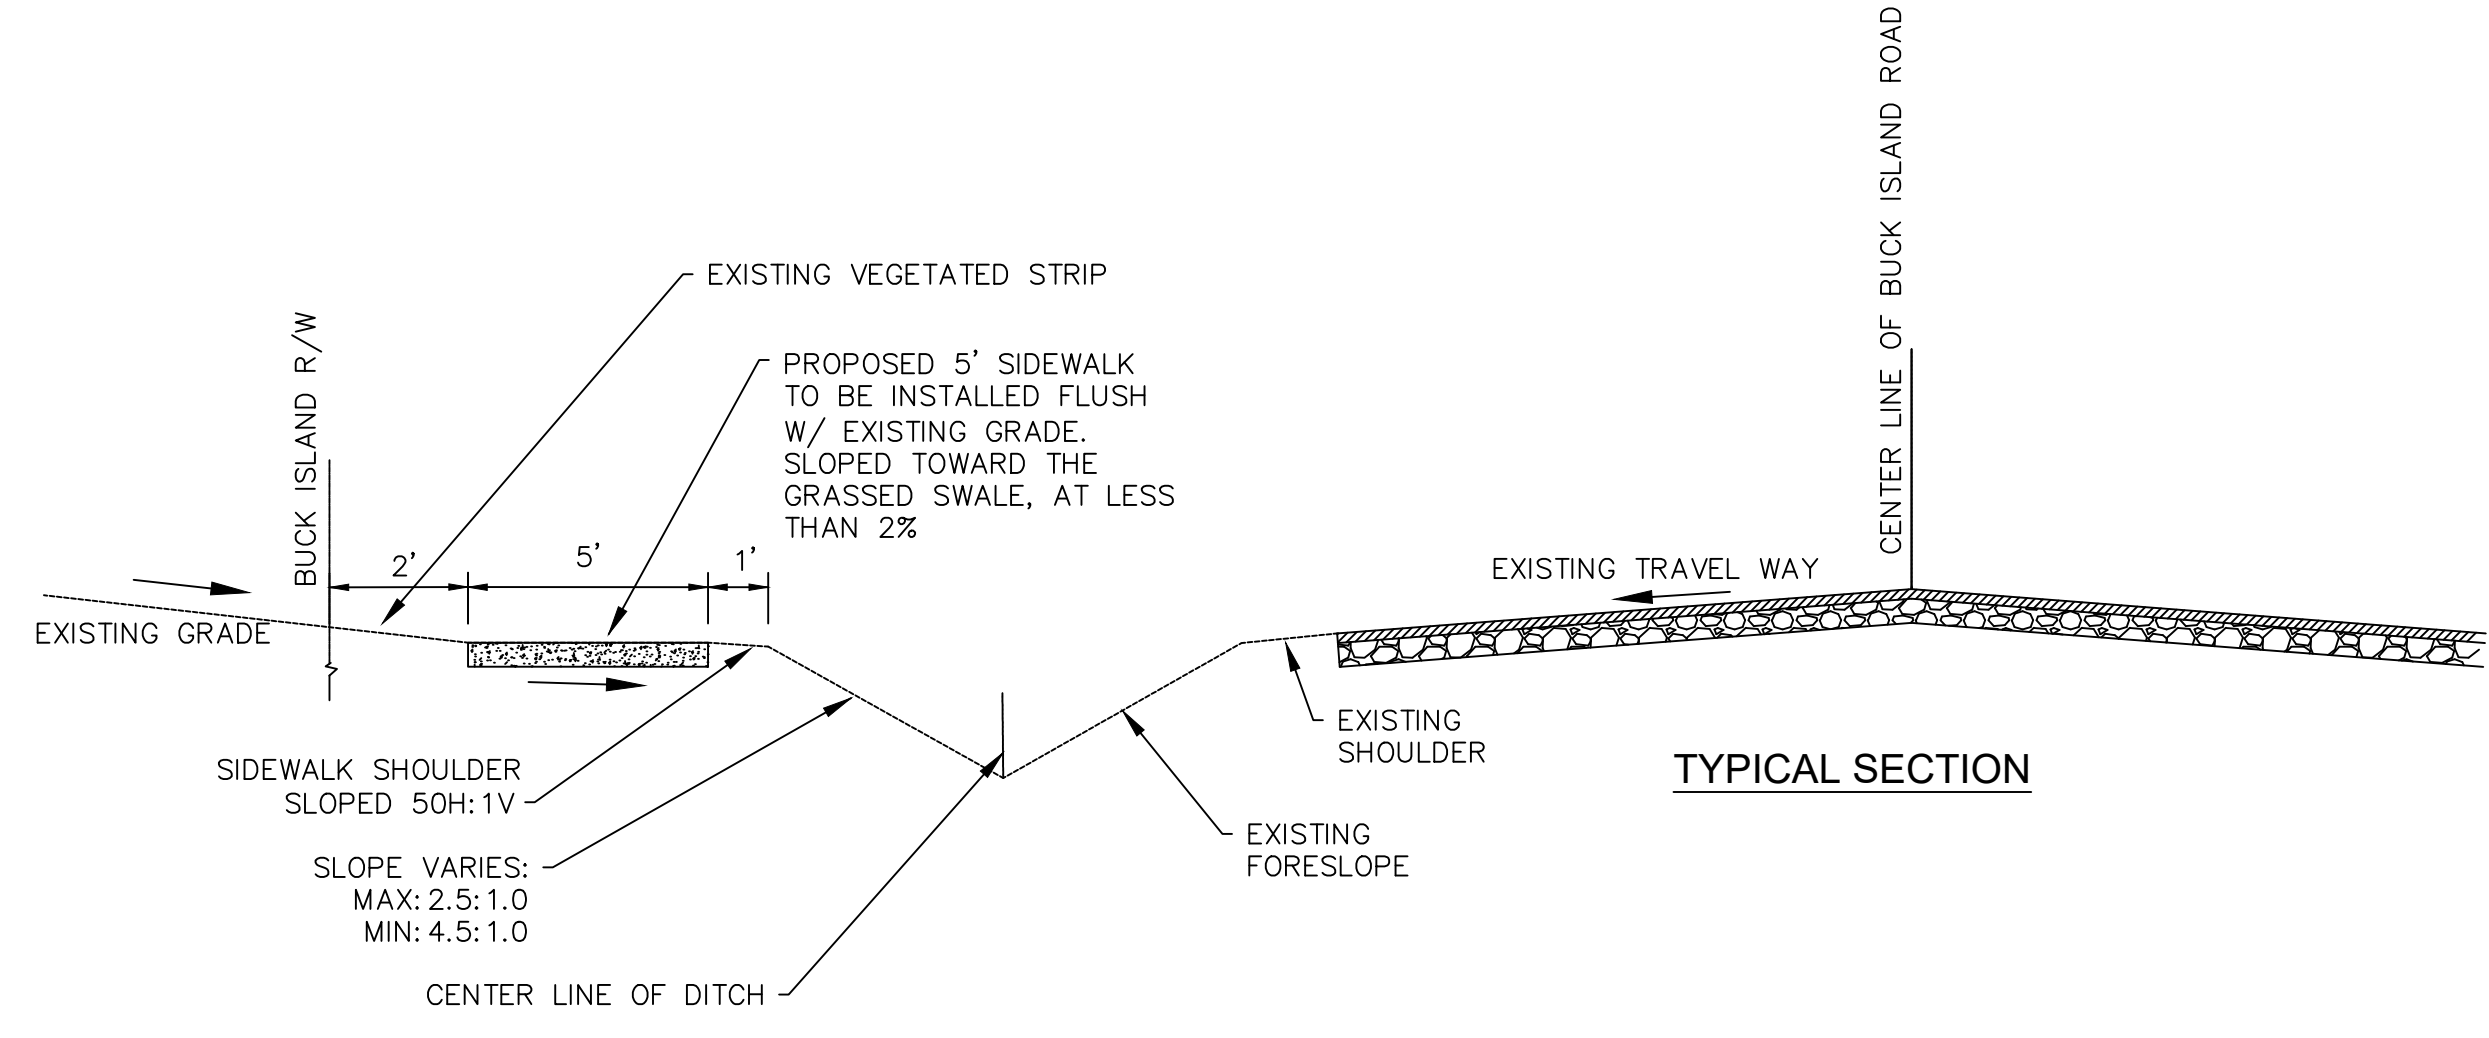 CENTER LINE OF BUCK ISLAND ROAD
EXISTING VEGETATED STRIP
BUCK ISLAND R/W
PROPOSED 5' SIDEWALK
TO BE INSTALLED FLUSH
W/ EXISTING GRADE.
SLOPED TOWARD THE
GRASSED SWALE, AT LESS
THAN 2%
2'
5'
1'
EXISTING TRAVEL WAY
EXISTING GRADE
EXISTING
SHOULDER
SIDEWALK SHOULDER
SLOPED 50H:1V
TYPICAL SECTION
EXISTING
FORESLOPE
SLOPE VARIES:
MAX: 2.5:1.0
MIN: 4.5:1.0
CENTER LINE OF DITCH